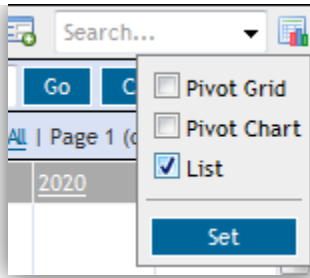 Search...
Go C
Pivot Grid
All | Page 1 (
Pivot Chart
2020
List
Set